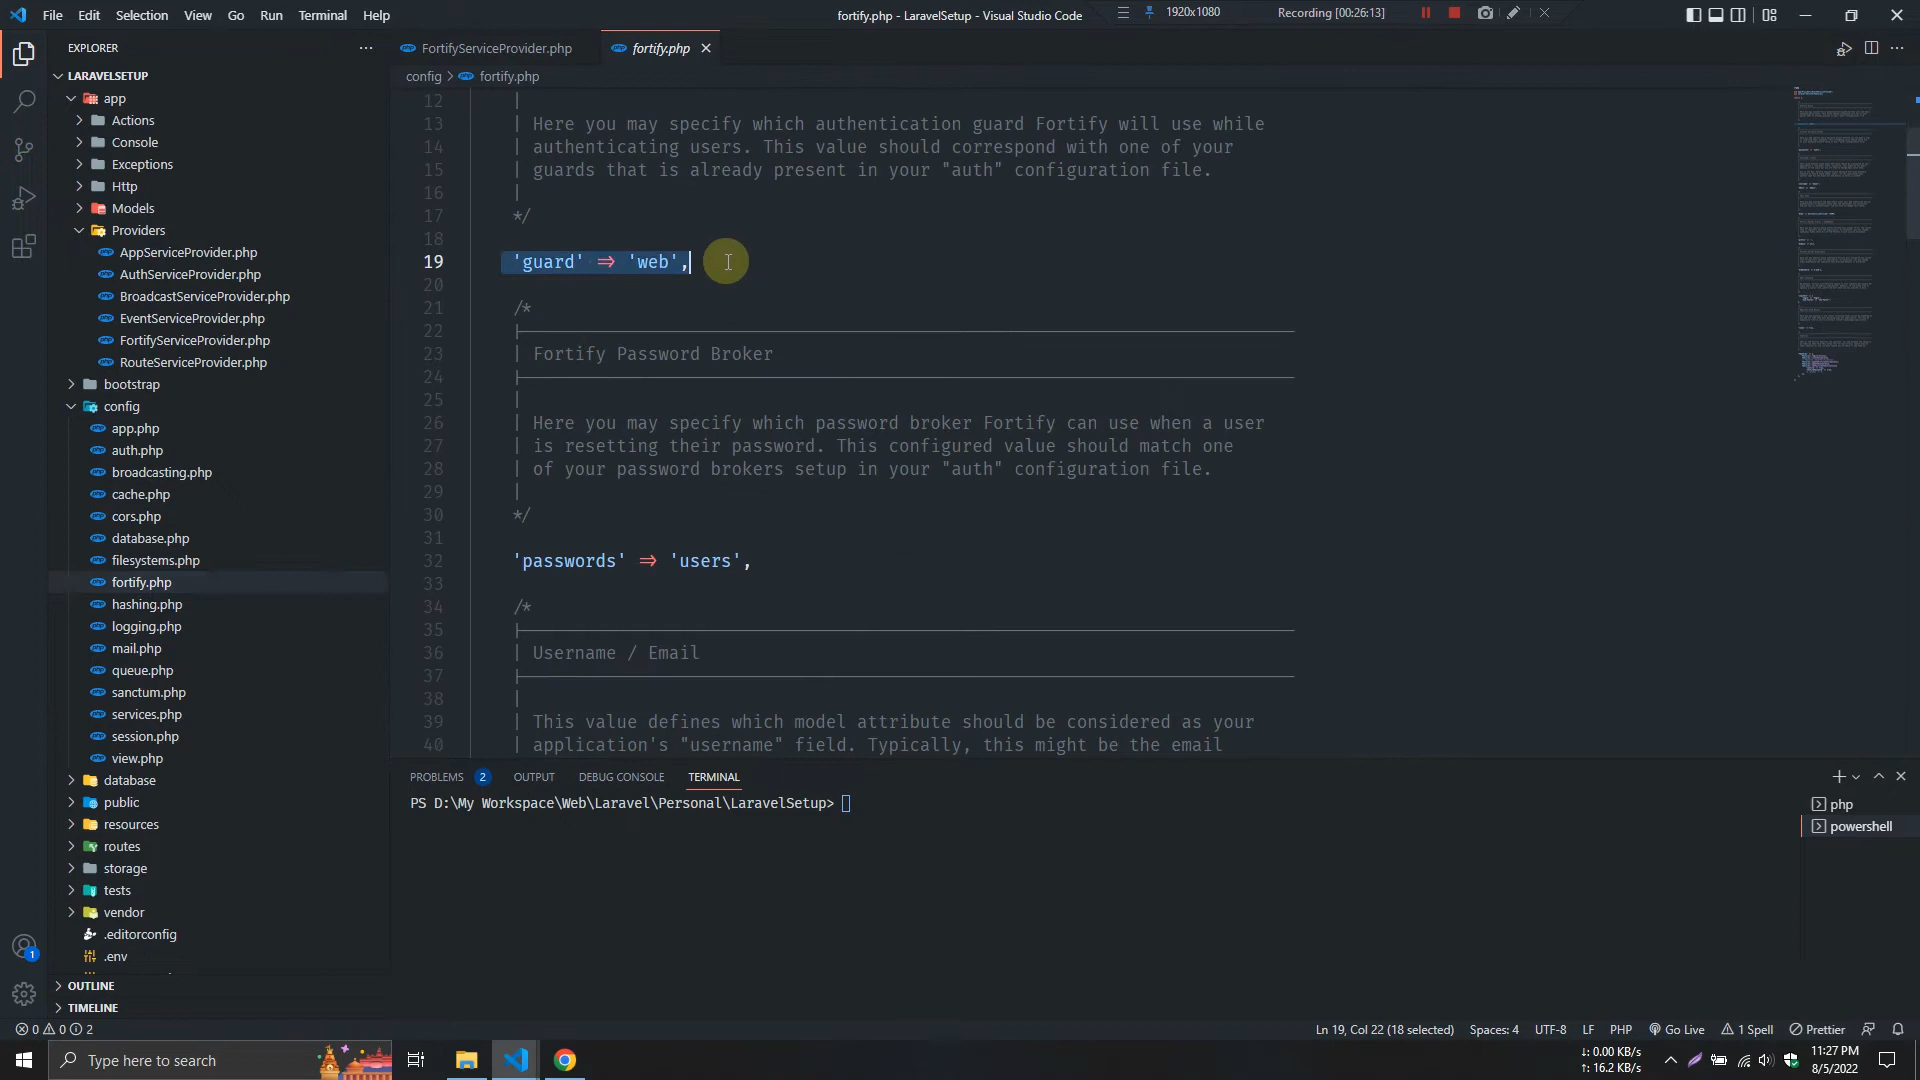 File Edit Selection View Go Run Terminal Help
fortify.php - LaravelSetup - Visual Studio Code
1920x1080
Recording [00:26:13]
EXPLORER
LARAVELSETUP
app
Actions
Console
Exceptions
Http
Models
Providers
AppServiceProvider.php
AuthServiceProvider.php
BroadcastServiceProvider.php
EventServiceProvider.php
FortifyServiceProvider.php
RouteServiceProvider.php
bootstrap
config
app.php
auth.php
broadcasting.php
cache.php
cors.php
database.php
filesystems.php
fortify.php
hashing.php
logging.php
mail.php
queue.php
sanctum.php
services.php
session.php
view.php
database
public
resources
routes
storage
tests
vendor
.editorconfig
.env
OUTLINE
TIMELINE
FortifyServiceProvider.php fortify.php
config > fortify.php
12 |
13 | Here you may specify which authentication guard Fortify will use while
14 | authenticating users. This value should correspond with one of your
15 | guards that is already present in your "auth" configuration file.
16 |
17 */
18
19 'guard' => 'web',
20
21 /*
22 |--------------------------------------------------------------------------
23 | Fortify Password Broker
24 |--------------------------------------------------------------------------
25 |
26 | Here you may specify which password broker Fortify can use when a user
27 | is resetting their password. This configured value should match one
28 | of your password brokers setup in your "auth" configuration file.
29 |
30 */
31
32 'passwords' => 'users',
33
34 /*
35 |--------------------------------------------------------------------------
36 | Username / Email
37 |--------------------------------------------------------------------------
38 |
39 | This value defines which model attribute should be considered as your
40 | application's "username" field. Typically, this might be the email
PROBLEMS 2 OUTPUT DEBUG CONSOLE TERMINAL
PS D:\My Workspace\Web\Laravel\Personal\LaravelSetup>
php
powershell
1
0 0 2
Ln 19, Col 22 (18 selected) Spaces: 4 UTF-8 LF PHP Go Live 1 Spell Prettier
Type here to search
↓: 0.00 KB/s
↑: 16.2 KB/s
11:27 PM
8/5/2022